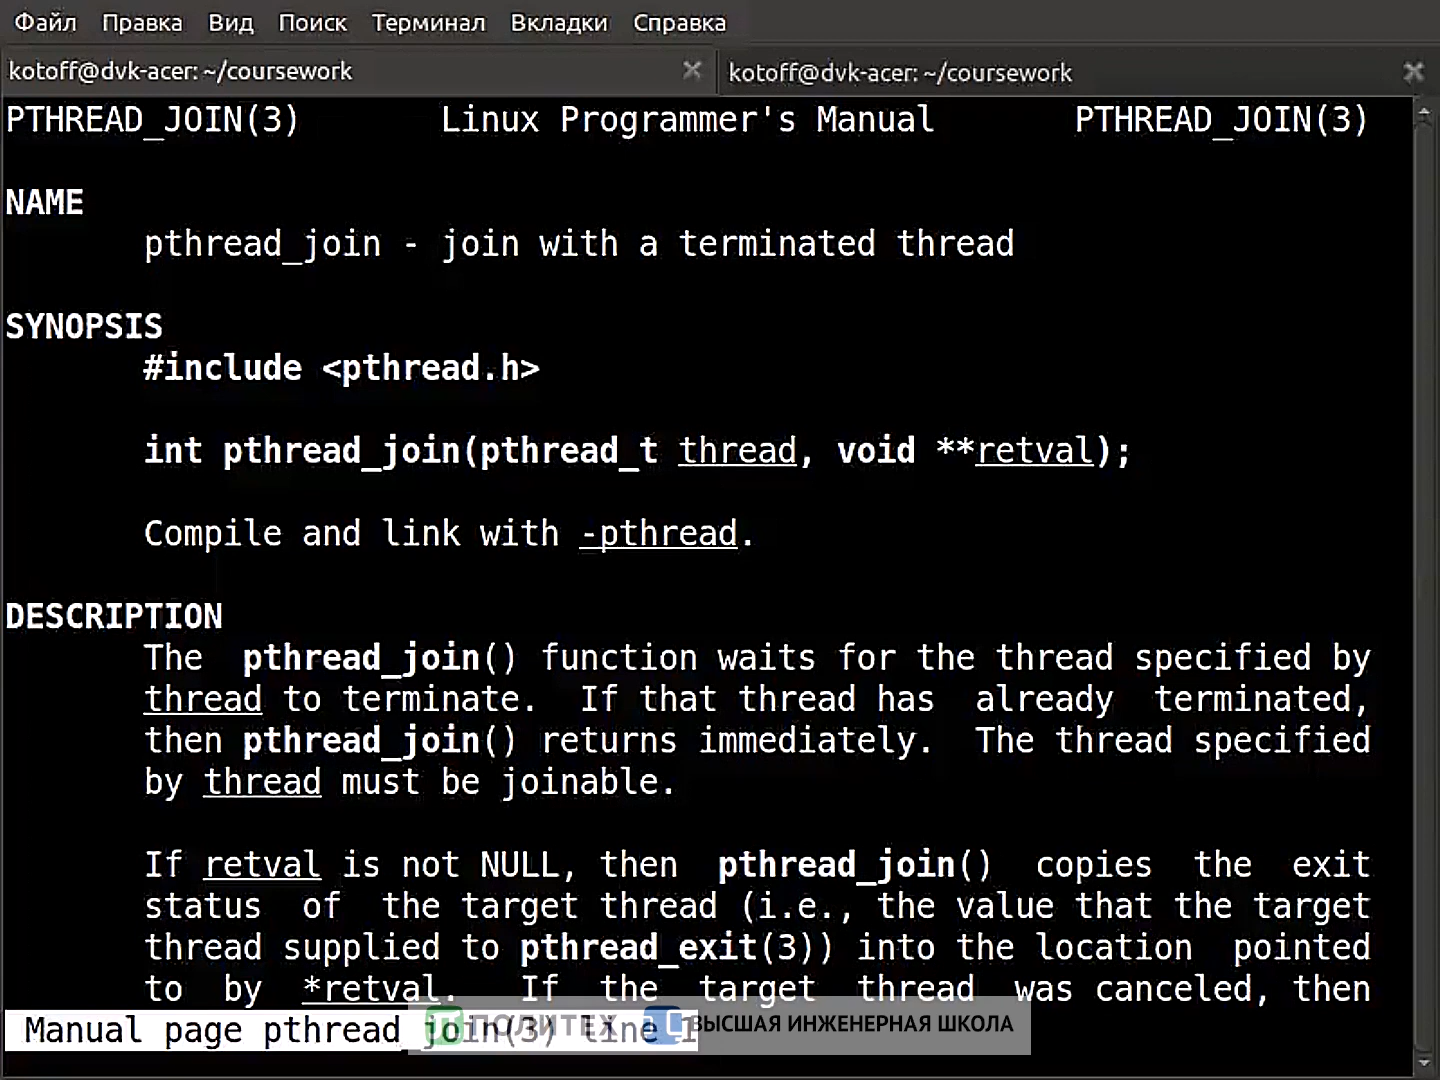 Файл Правка Вид Поиск Терминал Вкладки Справка
kotoff@dvk-acer: ~/coursework kotoff@dvk-acer: ~/coursework
PTHREAD_JOIN(3) Linux Programmer's Manual PTHREAD_JOIN(3)
NAME
pthread_join - join with a terminated thread
SYNOPSIS
#include <pthread.h>
int pthread_join(pthread_t thread, void **retval);
Compile and link with -pthread.
DESCRIPTION
The pthread_join() function waits for the thread specified by
thread to terminate. If that thread has already terminated,
then pthread_join() returns immediately. The thread specified
by thread must be joinable.
If retval is not NULL, then pthread_join() copies the exit
status of the target thread (i.e., the value that the target
thread supplied to pthread_exit(3)) into the location pointed
to by *retval. If the target thread was canceled, then
Manual page pthread_join(3) line 1
ПОЛИТЕХ ВЫСШАЯ ИНЖЕНЕРНАЯ ШКОЛА